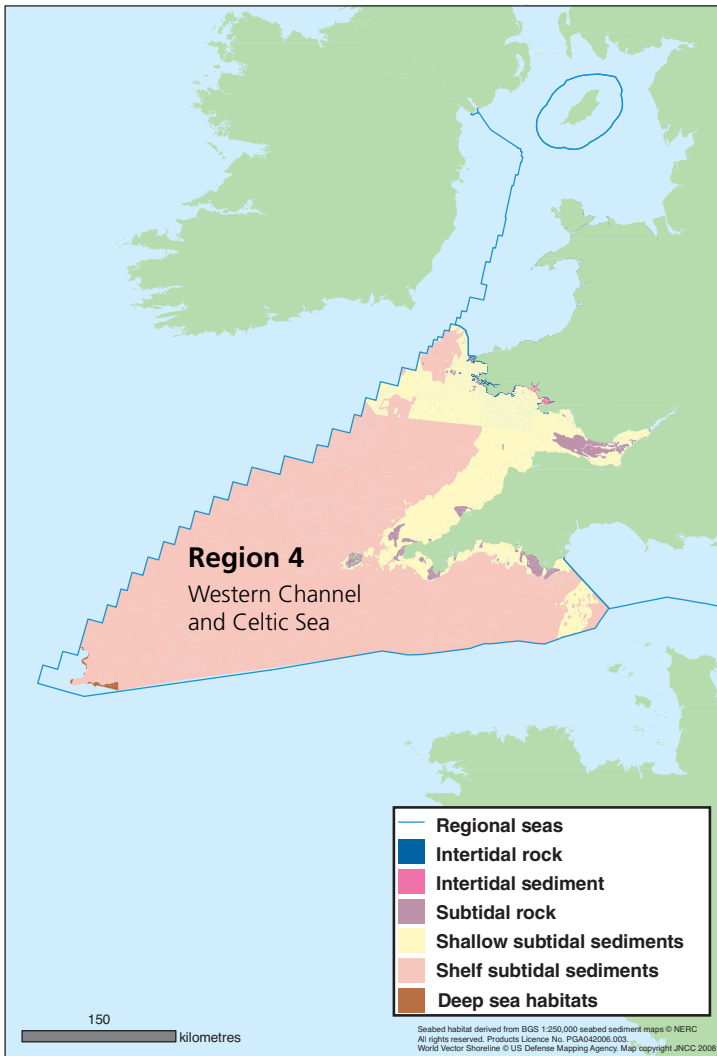 Region 4
Western Channel
and Celtic Sea
Regional seas
Intertidal rock
Intertidal sediment
Subtidal rock
Shallow subtidal sediments
Shelf subtidal sediments
Deep sea habitats
150
kilometres
Seabed habitat derived from BGS 1:250,000 seabed sediment maps © NERC
All rights reserved. Products Licence No. PGA042006.003.
World Vector Shoreline © US Defense Mapping Agency. Map copyright JNCC 2008